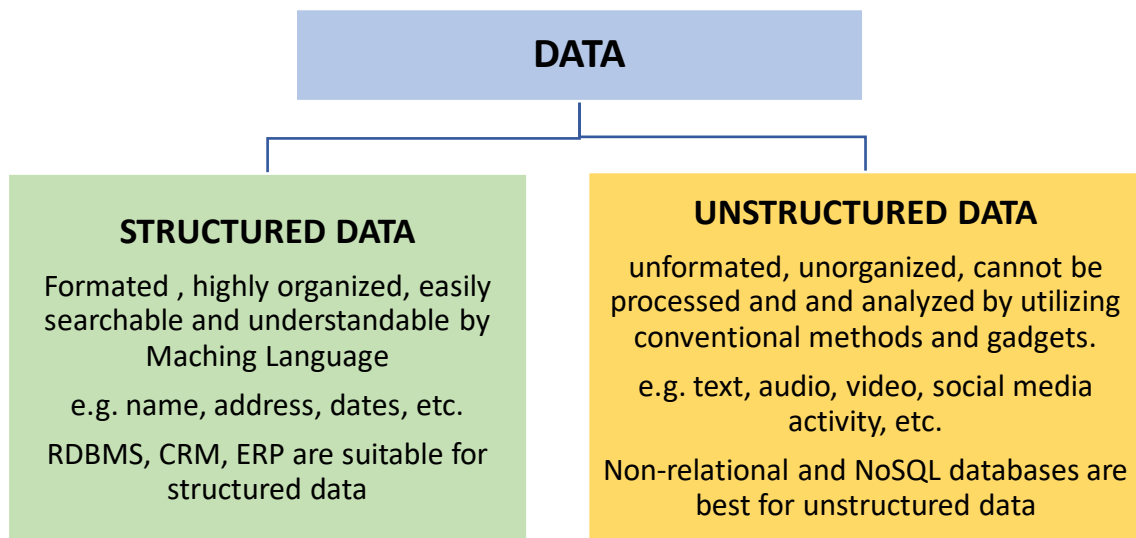 DATA
STRUCTURED DATA
Formated , highly organized, easily
searchable and understandable by
Maching Language
e.g. name, address, dates, etc.
RDBMS, CRM, ERP are suitable for
structured data
UNSTRUCTURED DATA
unformated, unorganized, cannot be
processed and and analyzed by utilizing
conventional methods and gadgets.
e.g. text, audio, video, social media
activity, etc.
Non-relational and NoSQL databases are
best for unstructured data